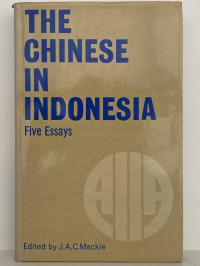 THE
CHINESE
IN
INDONESIA
Five Essays
Edited by J.A.C.Mackie